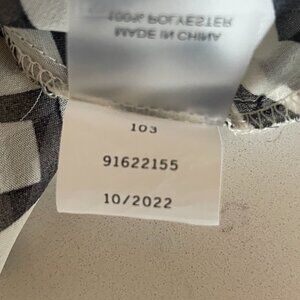 100% POLYESTER
MADE IN CHINA
103
91622155
10/2022